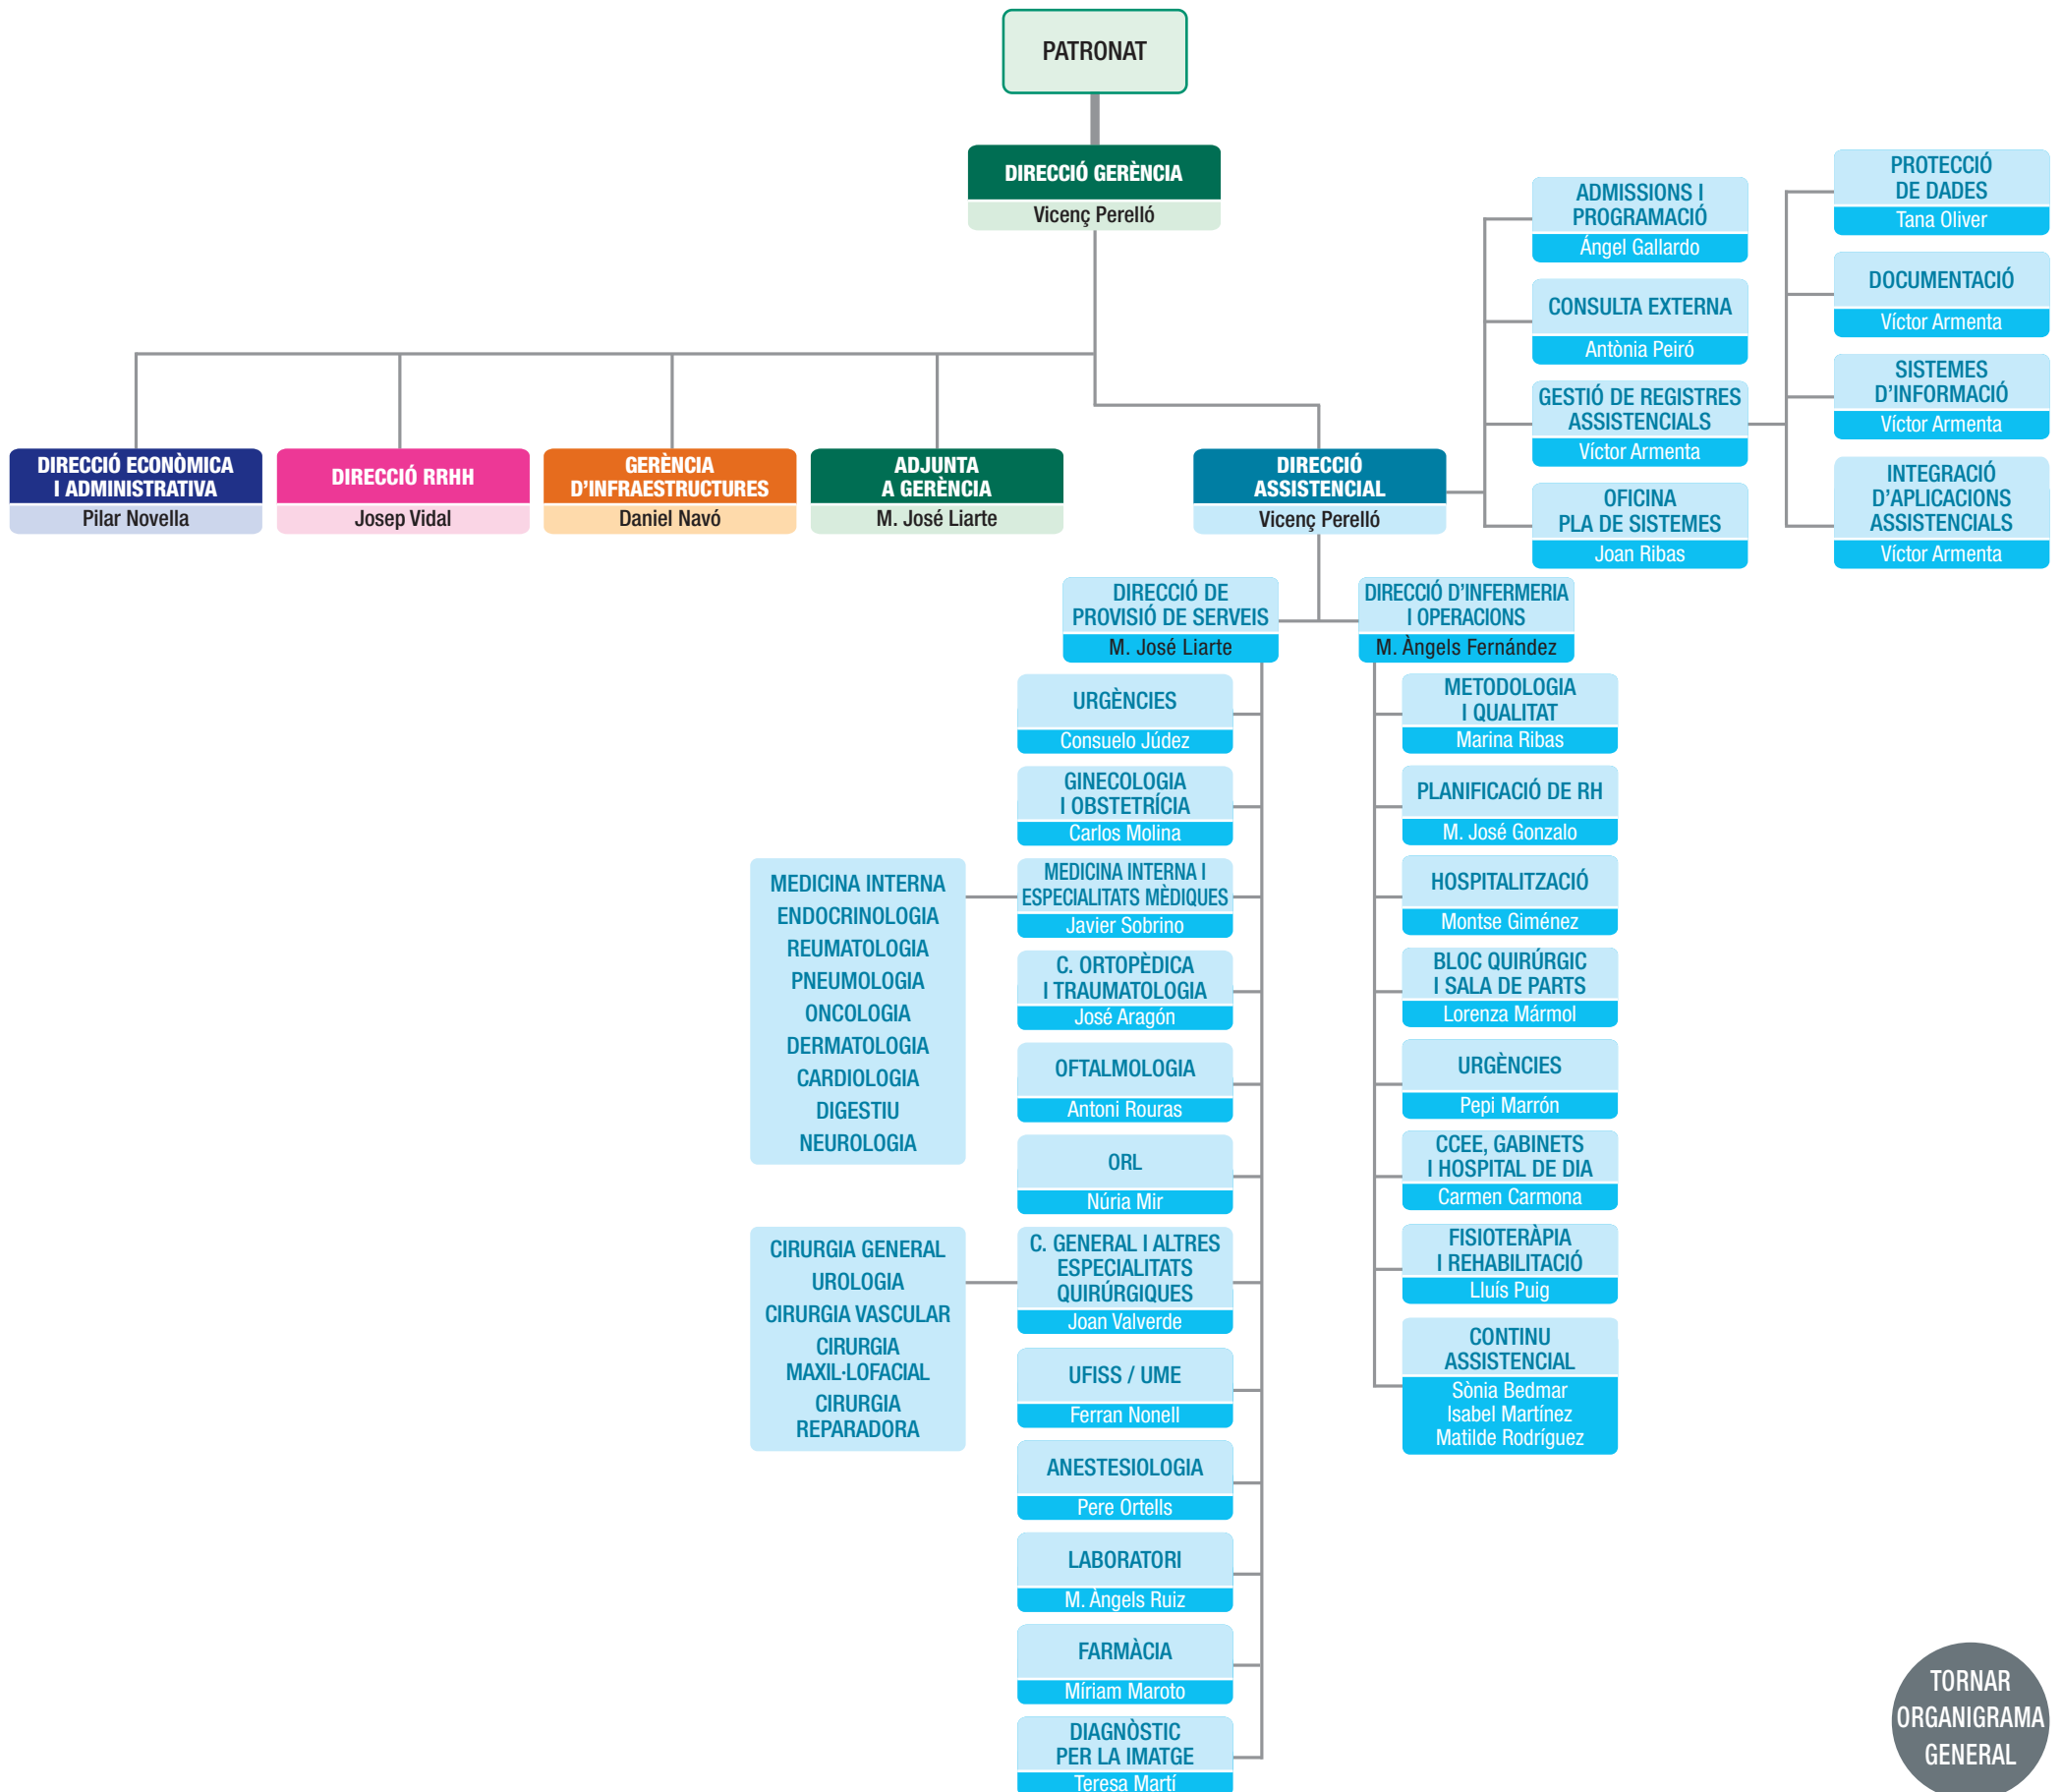 PATRONAT
DIRECCIÓ GERÈNCIA
Vicenç Perelló
DIRECCIÓ ECONÒMICA
I ADMINISTRATIVA
Pilar Novella
DIRECCIÓ RRHH
Josep Vidal
GERÈNCIA
D'INFRAESTRUCTURES
Daniel Navó
ADJUNTA
A GERÈNCIA
M. José Liarte
DIRECCIÓ
ASSISTENCIAL
Vicenç Perelló
ADMISSIONS I
PROGRAMACIÓ
Ángel Gallardo
CONSULTA EXTERNA
Antònia Peiró
GESTIÓ DE REGISTRES
ASSISTENCIALS
Víctor Armenta
OFICINA
PLA DE SISTEMES
Joan Ribas
PROTECCIÓ
DE DADES
Tana Oliver
DOCUMENTACIÓ
Víctor Armenta
SISTEMES
D'INFORMACIÓ
Víctor Armenta
INTEGRACIÓ
D'APLICACIONS
ASSISTENCIALS
Víctor Armenta
DIRECCIÓ DE
PROVISIÓ DE SERVEIS
M. José Liarte
URGÈNCIES
Consuelo Júdez
GINECOLOGIA
I OBSTETRÍCIA
Carlos Molina
MEDICINA INTERNA I
ESPECIALITATS MÈDIQUES
Javier Sobrino
MEDICINA INTERNA
ENDOCRINOLOGIA
REUMATOLOGIA
PNEUMOLOGIA
ONCOLOGIA
DERMATOLOGIA
CARDIOLOGIA
DIGESTIU
NEUROLOGIA
C. ORTOPÈDICA
I TRAUMATOLOGIA
José Aragón
OFTALMOLOGIA
Antoni Rouras
ORL
Núria Mir
C. GENERAL I ALTRES
ESPECIALITATS
QUIRÚRGIQUES
Joan Valverde
CIRURGIA GENERAL
UROLOGIA
CIRURGIA VASCULAR
CIRURGIA
MAXIL·LOFACIAL
CIRURGIA
REPARADORA
UFISS / UME
Ferran Nonell
ANESTESIOLOGIA
Pere Ortells
LABORATORI
M. Àngels Ruiz
FARMÀCIA
Míriam Maroto
DIAGNÒSTIC
PER LA IMATGE
Teresa Martí
DIRECCIÓ D'INFERMERIA
I OPERACIONS
M. Àngels Fernández
METODOLOGIA
I QUALITAT
Marina Ribas
PLANIFICACIÓ DE RH
M. José Gonzalo
HOSPITALITZACIÓ
Montse Giménez
BLOC QUIRÚRGIC
I SALA DE PARTS
Lorenza Mármol
URGÈNCIES
Pepi Marrón
CCEE, GABINETS
I HOSPITAL DE DIA
Carmen Carmona
FISIOTERÀPIA
I REHABILITACIÓ
Lluís Puig
CONTINU
ASSISTENCIAL
Sònia Bedmar
Isabel Martínez
Matilde Rodríguez
TORNAR
ORGANIGRAMA
GENERAL